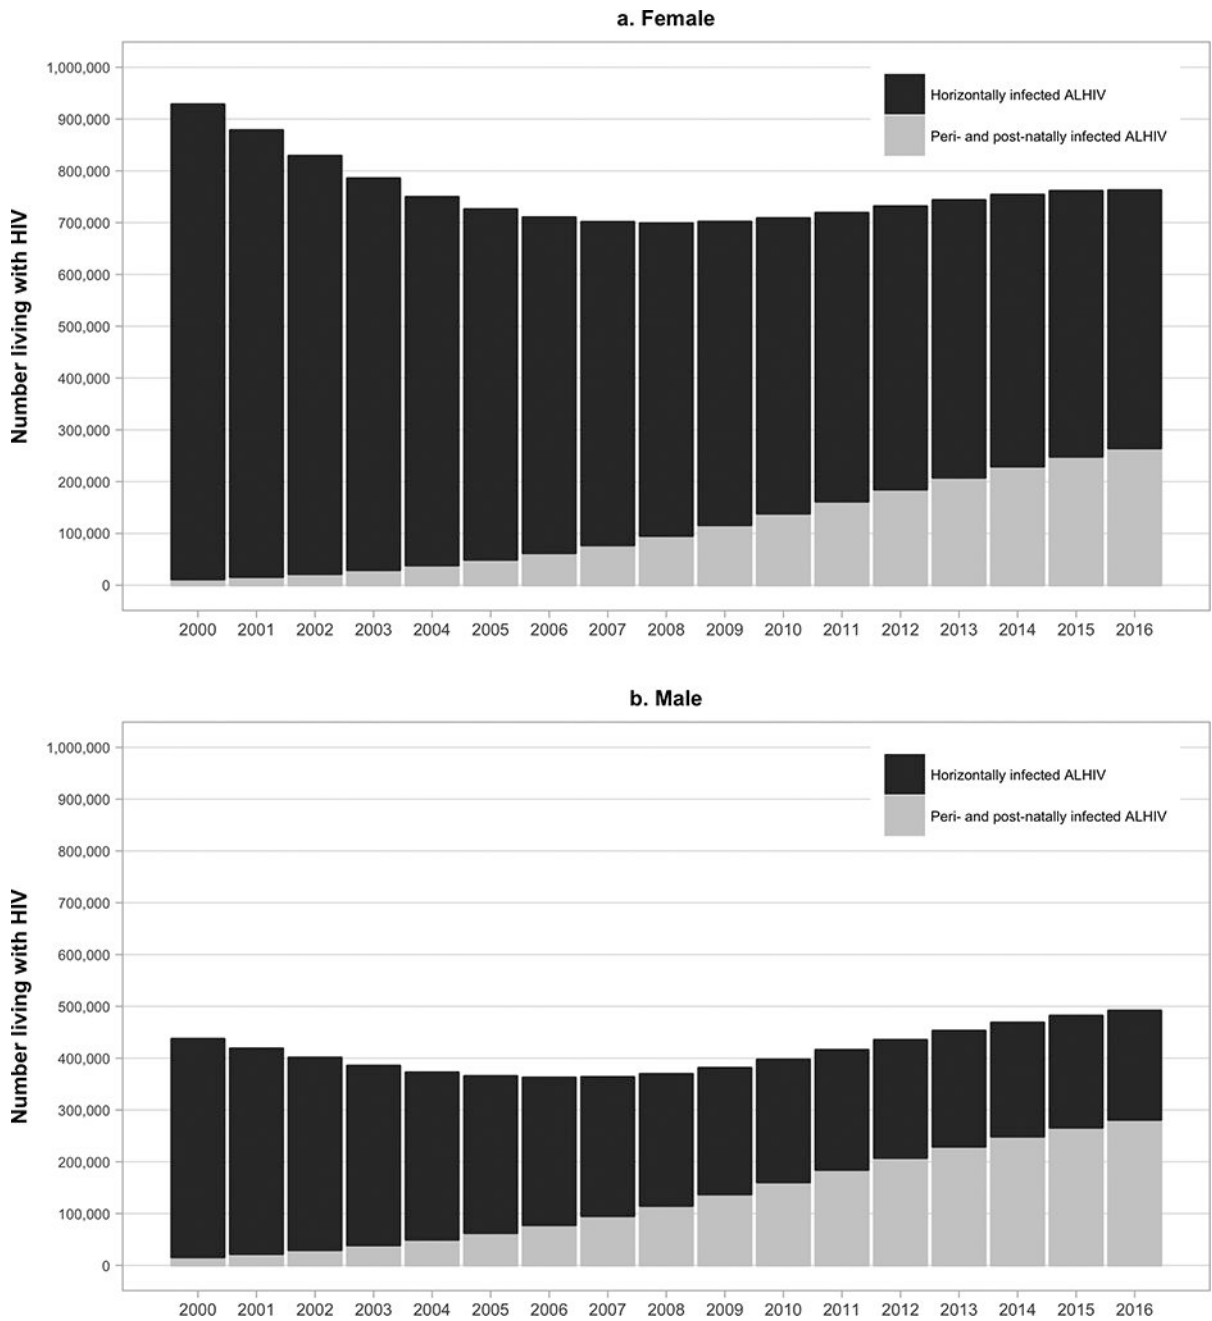 a. Female
Number living with HIV
1,000,000
900,000
800,000
700,000
600,000
500,000
400,000
300,000
200,000
100,000
0
Horizontally infected ALHIV
Peri- and post-natally infected ALHIV
2000 2001 2002 2003 2004 2005 2006 2007 2008 2009 2010 2011 2012 2013 2014 2015 2016
b. Male
Number living with HIV
1,000,000
900,000
800,000
700,000
600,000
500,000
400,000
300,000
200,000
100,000
0
Horizontally infected ALHIV
Peri- and post-natally infected ALHIV
2000 2001 2002 2003 2004 2005 2006 2007 2008 2009 2010 2011 2012 2013 2014 2015 2016